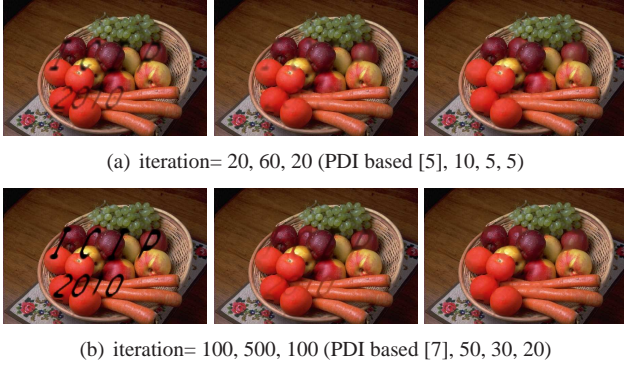 2010
(a) iteration= 20, 60, 20 (PDI based [5], 10, 5, 5)
I C I P
2010
(b) iteration= 100, 500, 100 (PDI based [7], 50, 30, 20)